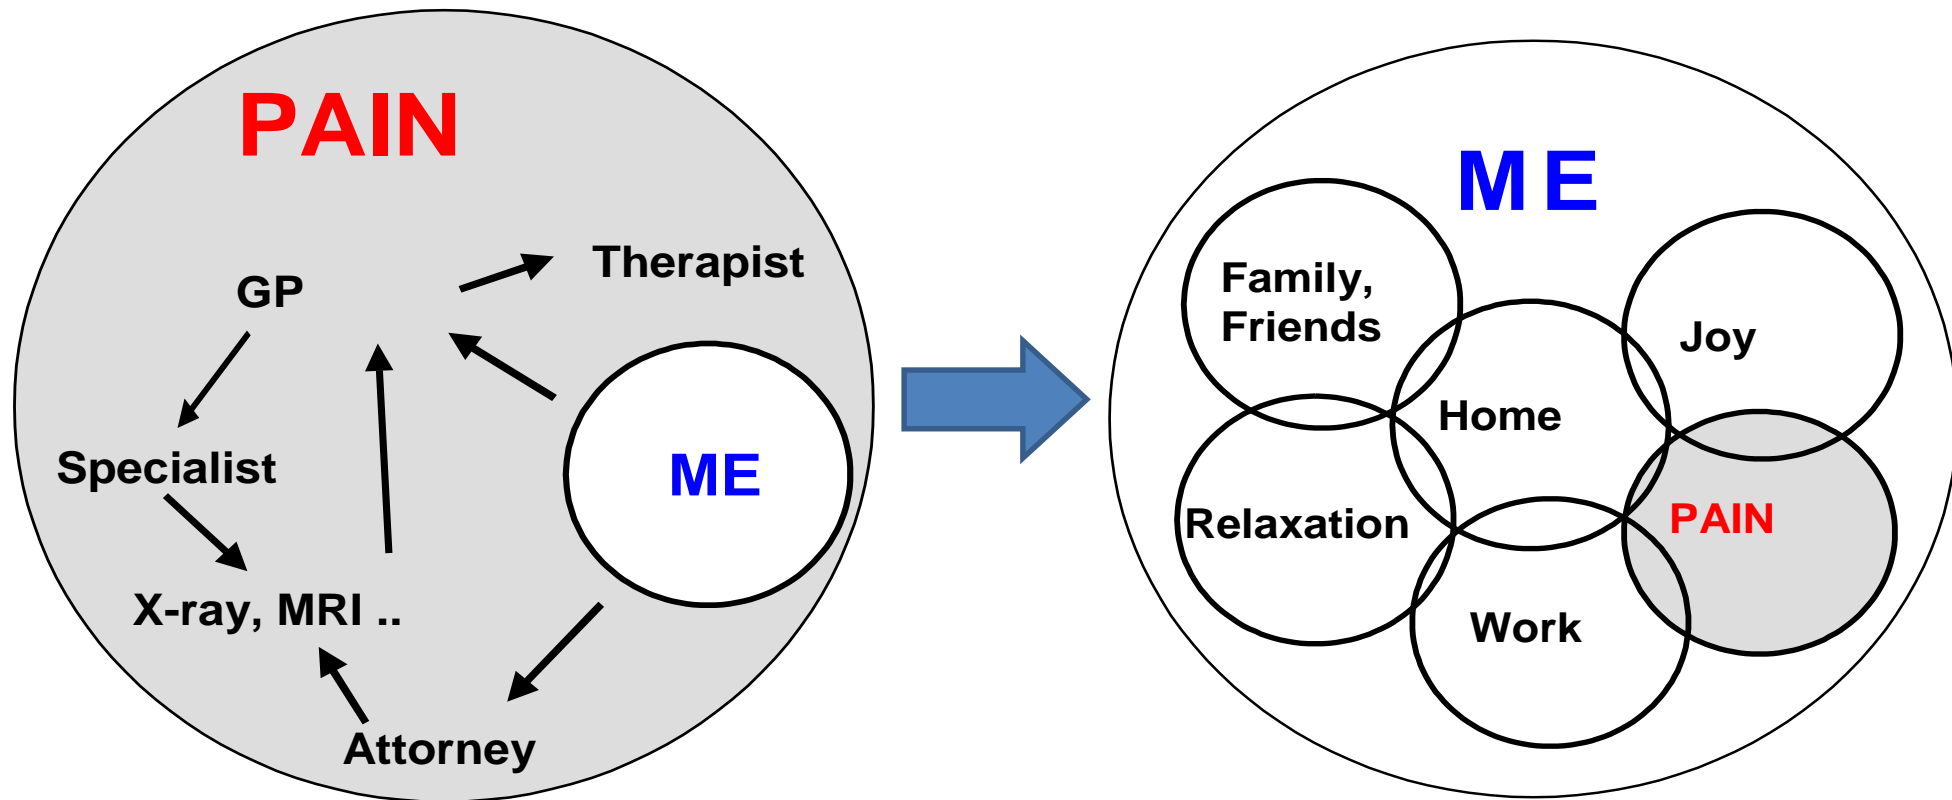 PAIN
Therapist
GP
Specialist
ME
X-ray, MRI ..
Attorney
ME
Family,
Friends
Joy
Home
Relaxation
PAIN
Work